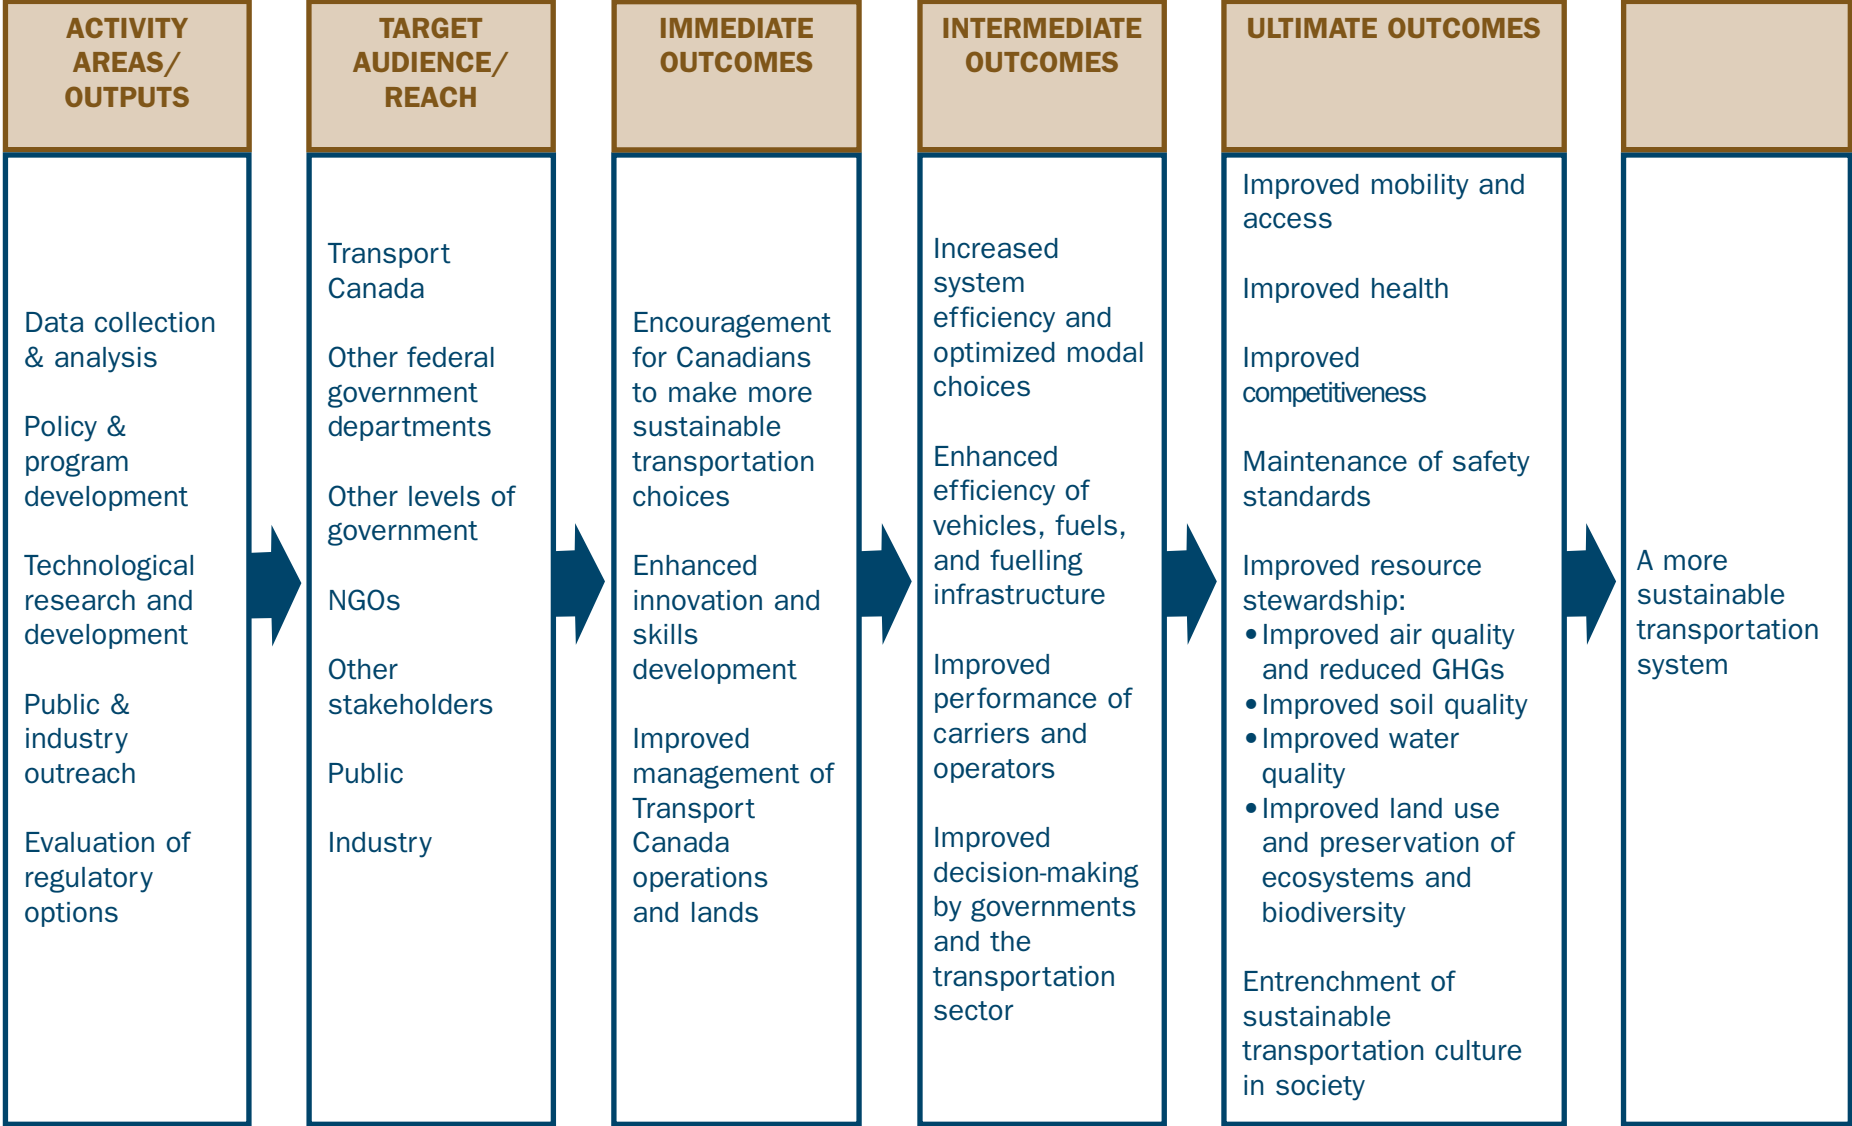 ACTIVITY
AREAS/
OUTPUTS
Data collection
& analysis
Policy &
program
development
Technological
research and
development
Public &
industry
outreach
Evaluation of
regulatory
options
TARGET
AUDIENCE/
REACH
Transport
Canada
Other federal
government
departments
Other levels of
government
NGOs
Other
stakeholders
Public
Industry
IMMEDIATE
OUTCOMES
Encouragement
for Canadians
to make more
sustainable
transportation
choices
Enhanced
innovation and
skills
development
Improved
management of
Transport
Canada
operations
and lands
INTERMEDIATE
OUTCOMES
Increased
system
efficiency and
optimized modal
choices
Enhanced
efficiency of
vehicles, fuels,
and fuelling
infrastructure
Improved
performance of
carriers and
operators
Improved
decision-making
by governments
and the
transportation
sector
ULTIMATE OUTCOMES
Improved mobility and
access
Improved health
Improved
competitiveness
Maintenance of safety
standards
Improved resource
stewardship:
•Improved air quality
and reduced GHGs
•Improved soil quality
•Improved water
quality
•Improved land use
and preservation of
ecosystems and
biodiversity
Entrenchment of
sustainable
transportation culture
in society
A more
sustainable
transportation
system